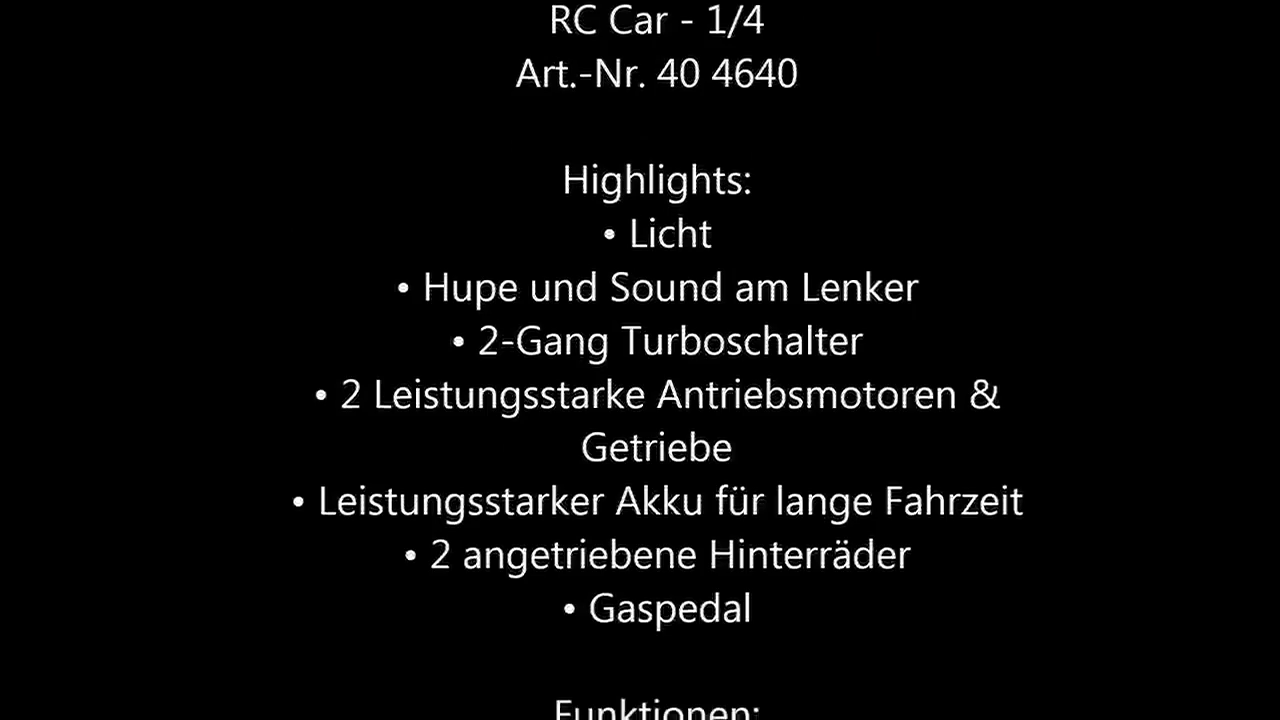 RC Car - 1/4
Art.-Nr. 40 4640
Highlights:
• Licht
• Hupe und Sound am Lenker
• 2-Gang Turboschalter
• 2 Leistungsstarke Antriebsmotoren &
Getriebe
• Leistungsstarker Akku für lange Fahrzeit
• 2 angetriebene Hinterräder
• Gaspedal
Funktionen: